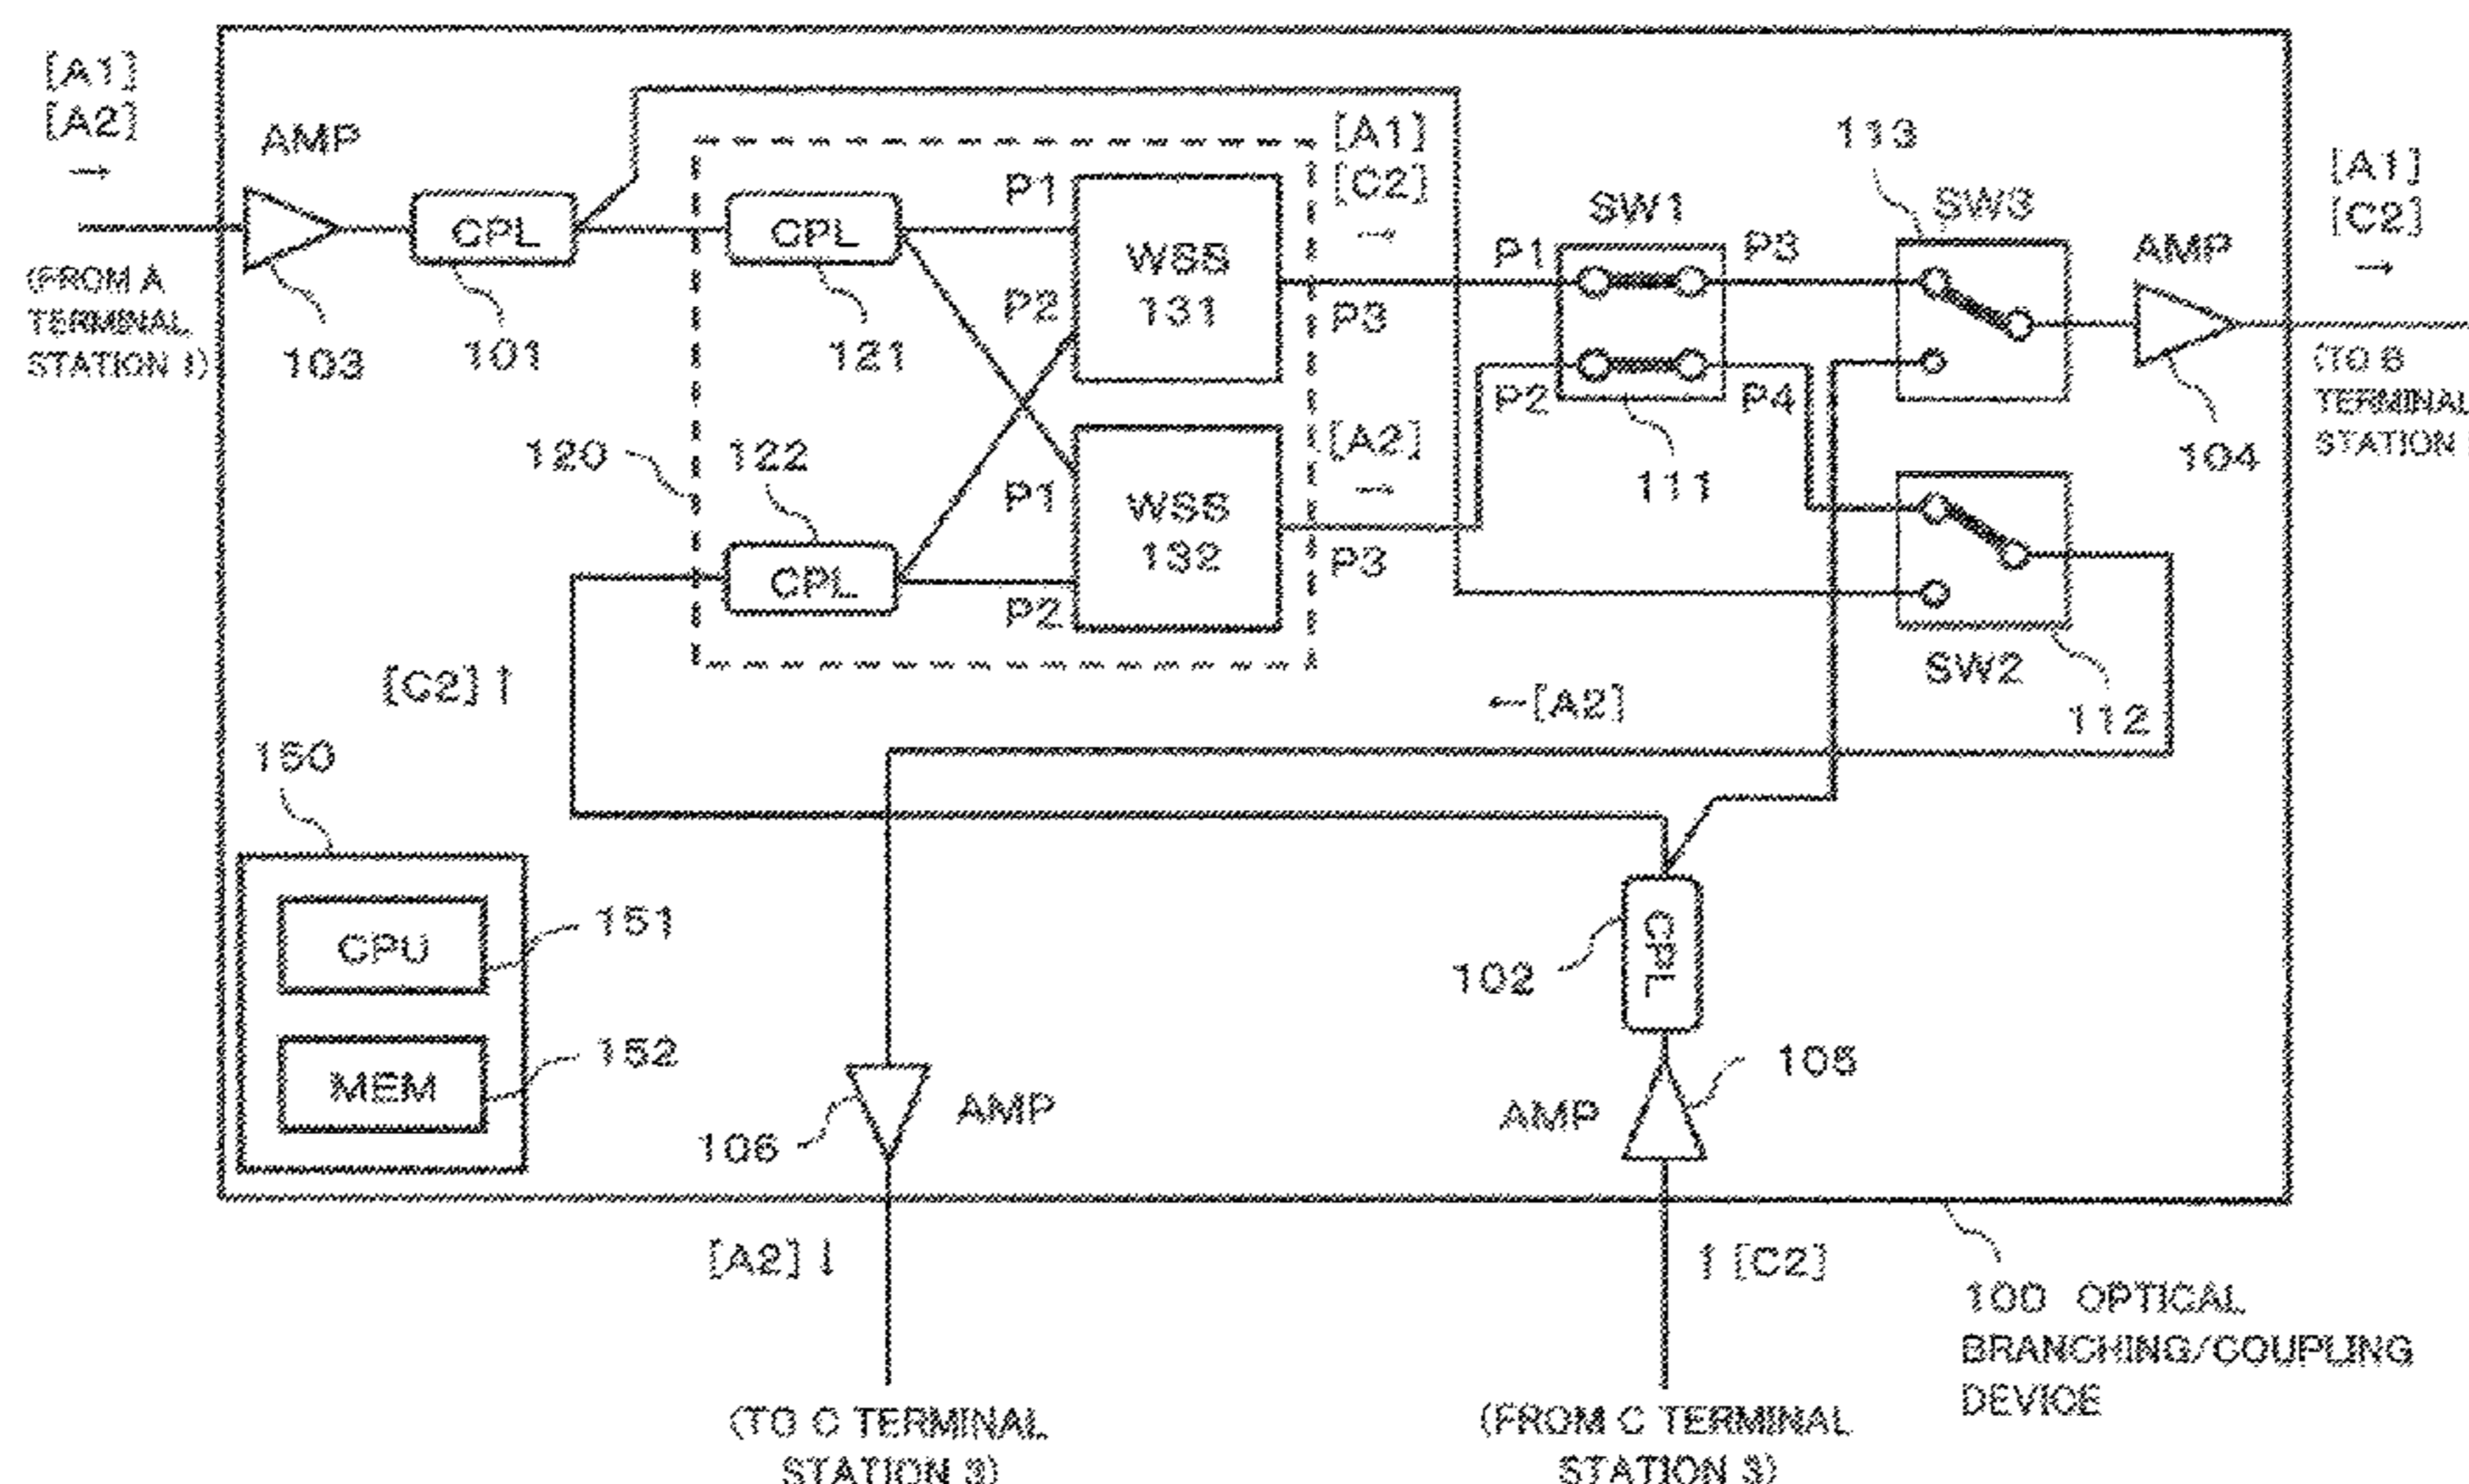 [A1]
[A2]
→
(FROM A
TERMINAL
STATION 1)
AMP
103
CPL
101
120
CPL
121
122
CPL
P1
P2
WSS
131
P1
P2
WSS
132
[A1]
[C2]
→
P3
[A2]
→
P3
SW1
P1
P2
P3
P4
111
113
SW3
AMP
104
SW2
112
[A1]
[C2]
→
(TO B
TERMINAL
STATION
[C2] ↑
←[A2]
150
CPU
151
MEM
152
106
AMP
102
CPL
AMP
105
[A2] ↓
↑ [C2]
(TO C TERMINAL
STATION 3)
(FROM C TERMINAL
STATION 3)
100 OPTICAL
BRANCHING/COUPLING
DEVICE